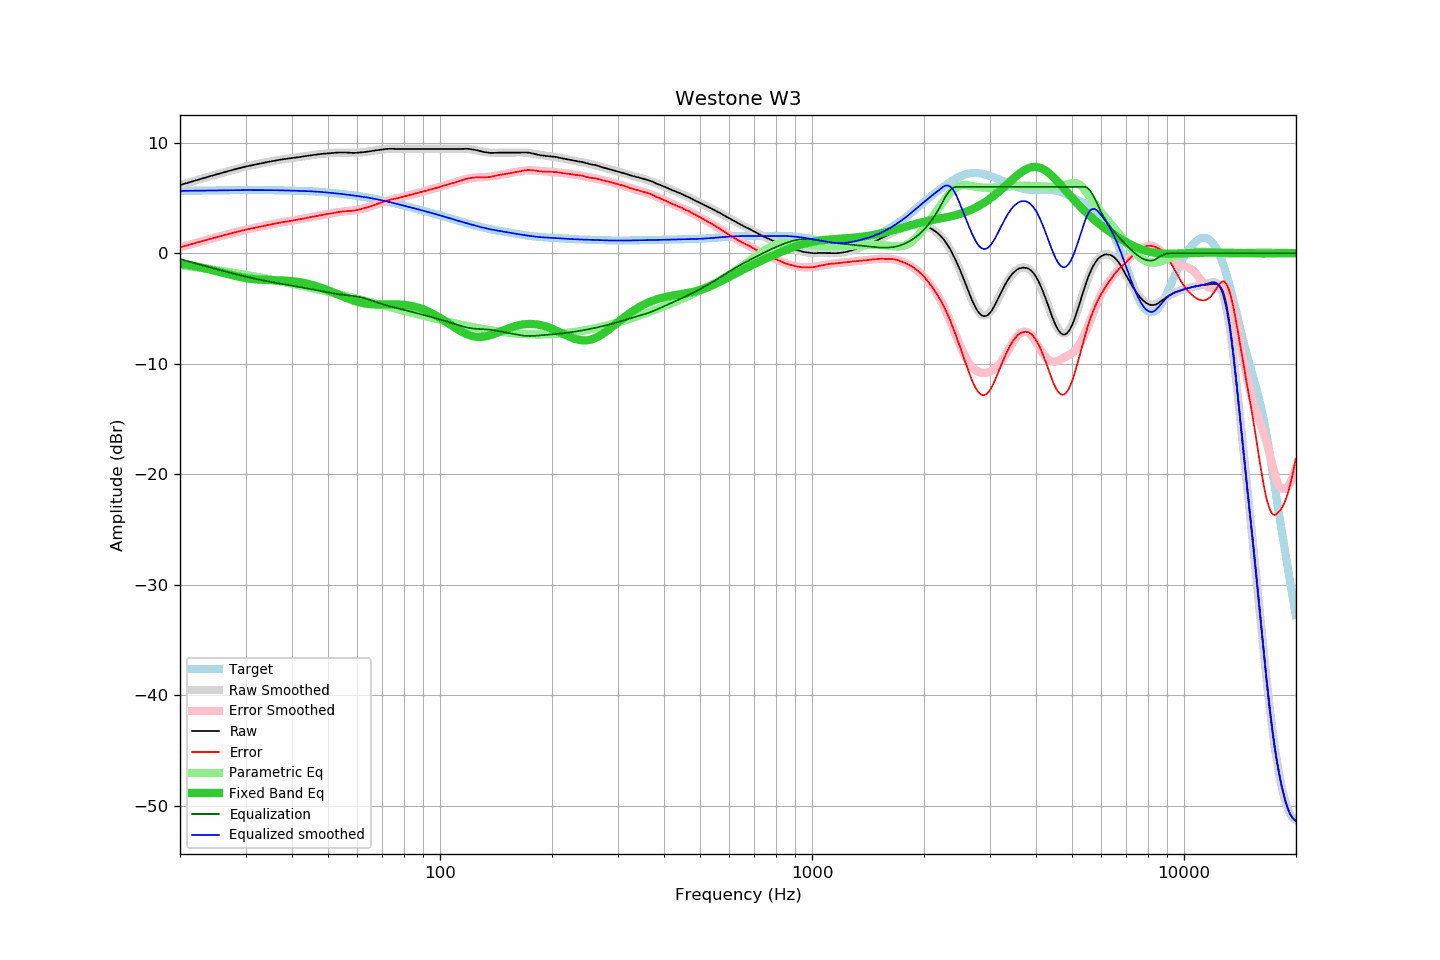 Westone W3
10
0
−10
−20
−30
−40
−50
Amplitude (dBr)
Target
Raw Smoothed
Error Smoothed
Raw
Error
Parametric Eq
Fixed Band Eq
Equalization
Equalized smoothed
100
1000
10000
Frequency (Hz)